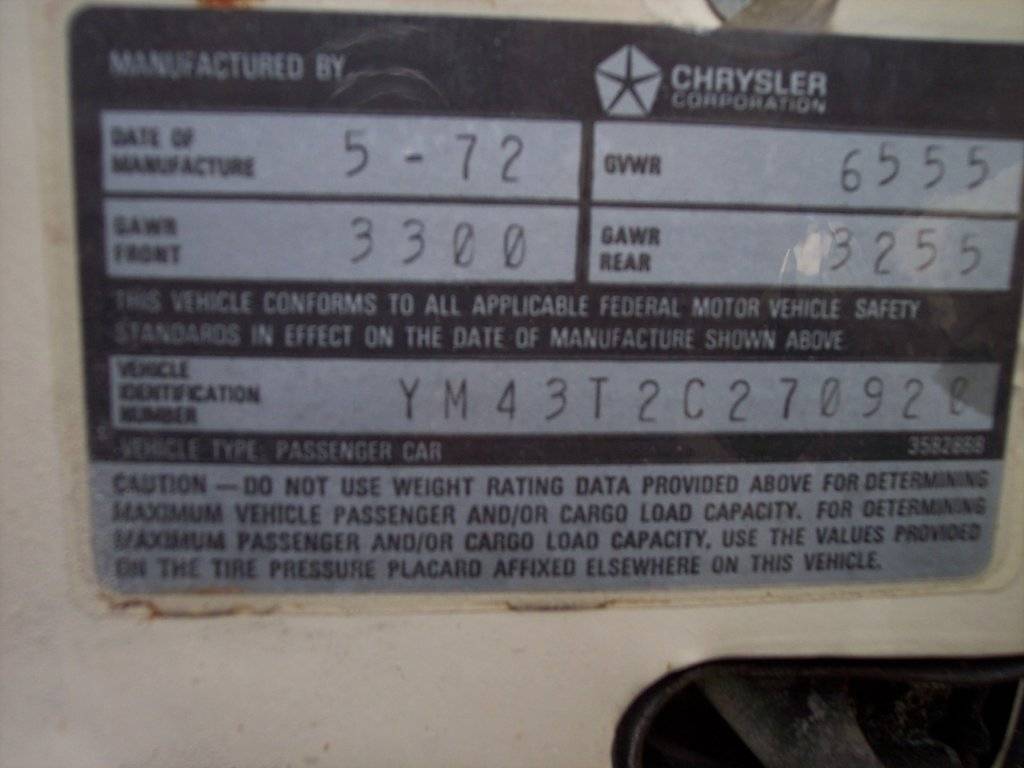 MANUFACTURED BY
CHRYSLER
CORPORATION
DATE OF
MANUFACTURE 5-72
GVWR 6555
GAWR
FRONT 3300
GAWR
REAR 3255
THIS VEHICLE CONFORMS TO ALL APPLICABLE FEDERAL MOTOR VEHICLE SAFETY
STANDARDS IN EFFECT ON THE DATE OF MANUFACTURE SHOWN ABOVE
VEHICLE
IDENTIFICATION
NUMBER YM43T2C270920
VEHICLE TYPE: PASSENGER CAR 3582888
CAUTION — DO NOT USE WEIGHT RATING DATA PROVIDED ABOVE FOR DETERMINING
MAXIMUM VEHICLE PASSENGER AND/OR CARGO LOAD CAPACITY. FOR DETERMINING
MAXIMUM PASSENGER AND/OR CARGO LOAD CAPACITY, USE THE VALUES PROVIDED
ON THE TIRE PRESSURE PLACARD AFFIXED ELSEWHERE ON THIS VEHICLE.